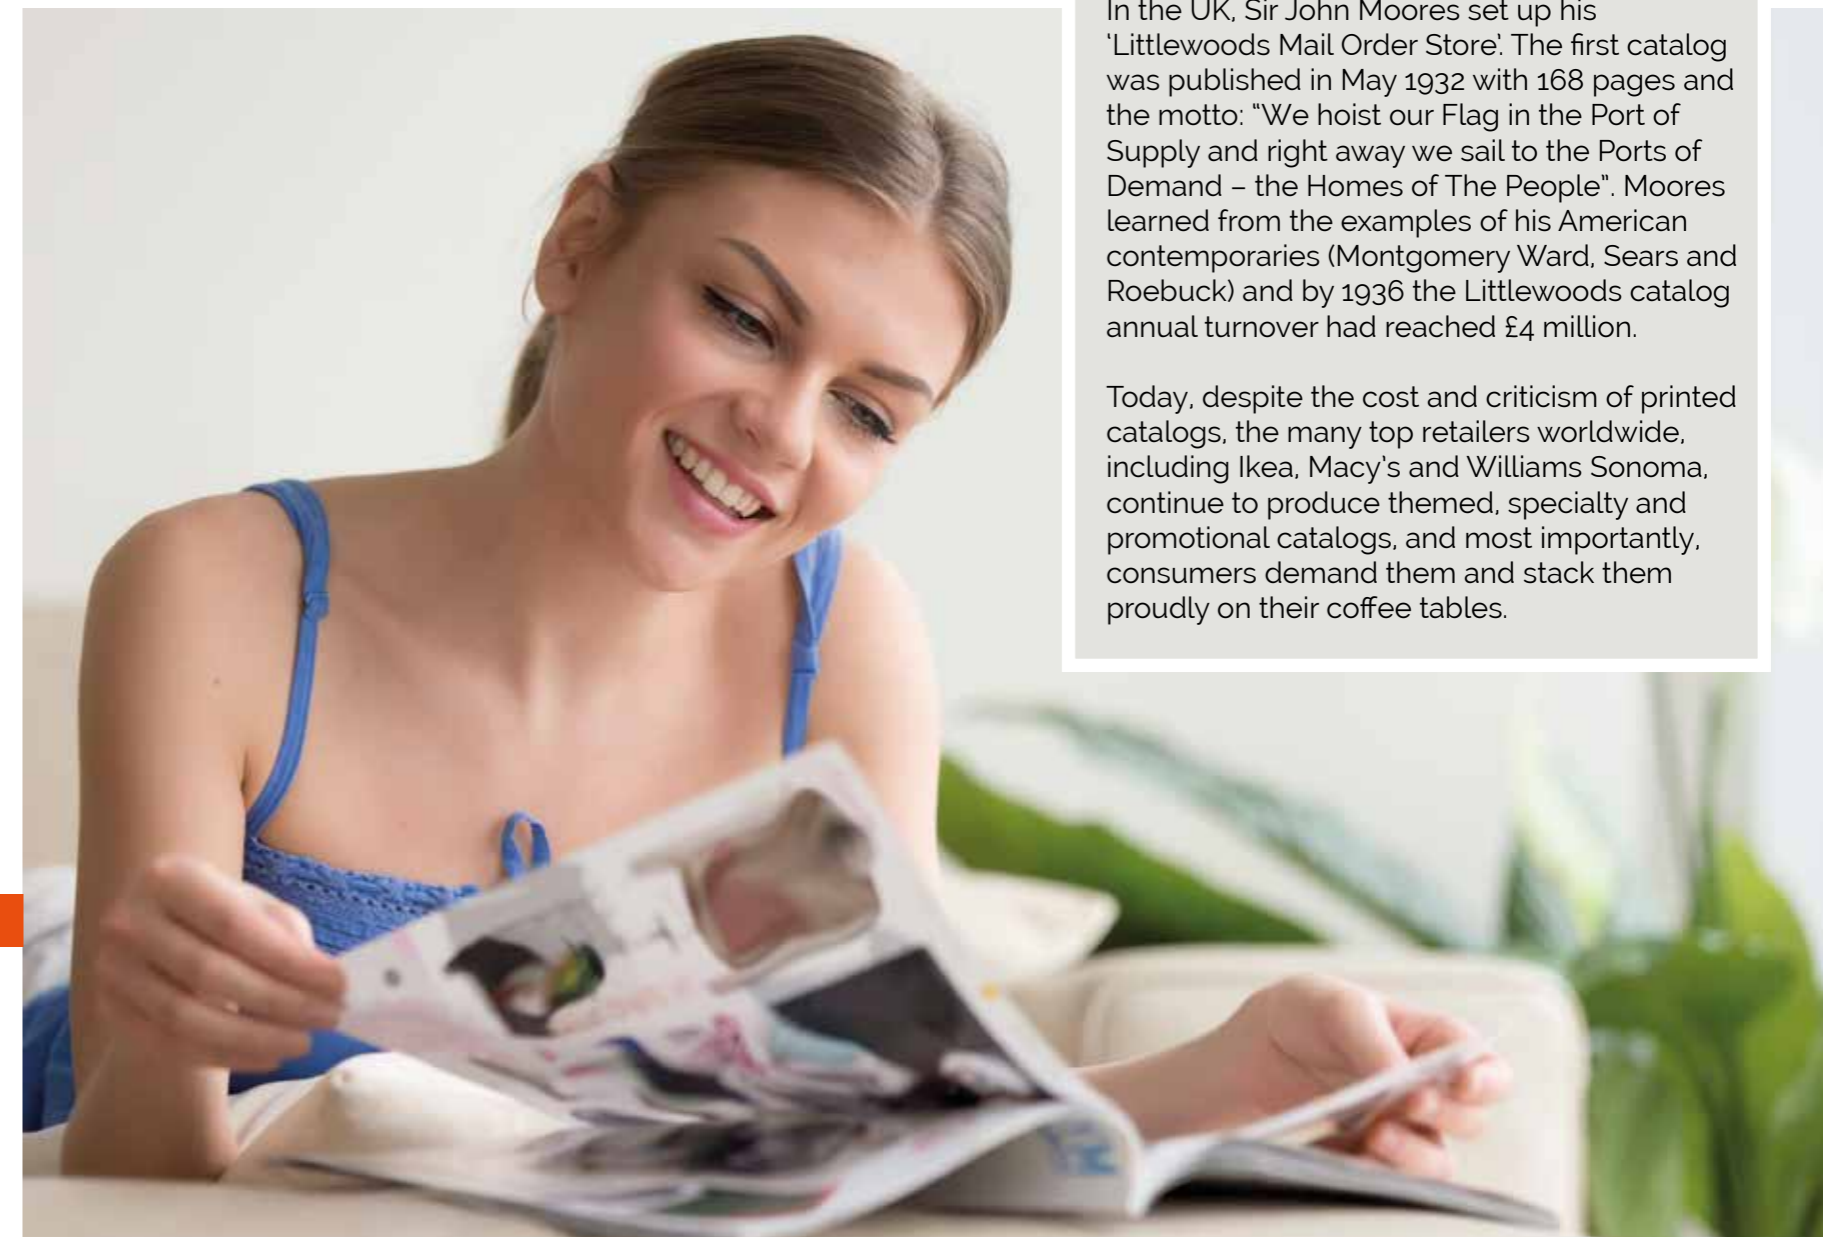 In the UK, Sir John Moores set up his
‘Littlewoods Mail Order Store’. The first catalog
was published in May 1932 with 168 pages and
the motto: “We hoist our Flag in the Port of
Supply and right away we sail to the Ports of
Demand – the Homes of The People”. Moores
learned from the examples of his American
contemporaries (Montgomery Ward, Sears and
Roebuck) and by 1936 the Littlewoods catalog
annual turnover had reached £4 million.
Today, despite the cost and criticism of printed
catalogs, the many top retailers worldwide,
including Ikea, Macy’s and Williams Sonoma,
continue to produce themed, specialty and
promotional catalogs, and most importantly,
consumers demand them and stack them
proudly on their coffee tables.